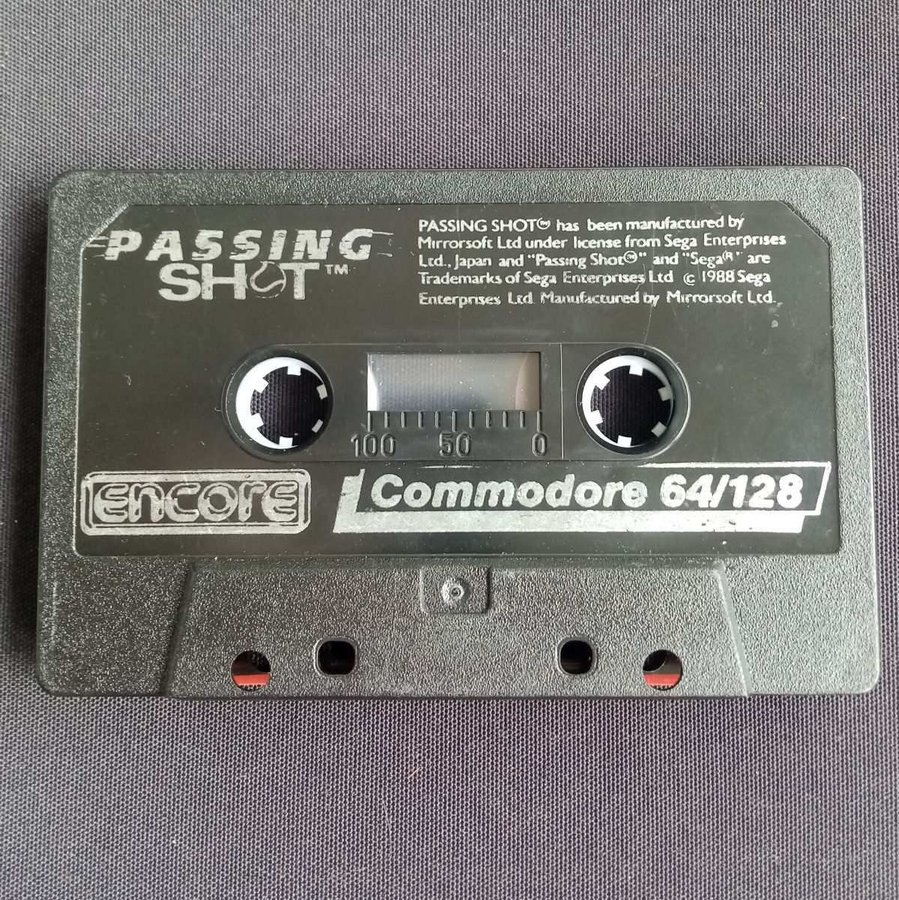 PASSING
SHOT™
PASSING SHOT™ has been manufactured by
Mirrorsoft Ltd under license from Sega Enterprises
Ltd., Japan and "Passing Shot™" and "Sega®" are
Trademarks of Sega Enterprises Ltd © 1988 Sega
Enterprises Ltd. Manufactured by Mirrorsoft Ltd.
100 50 0
encore
Commodore 64/128